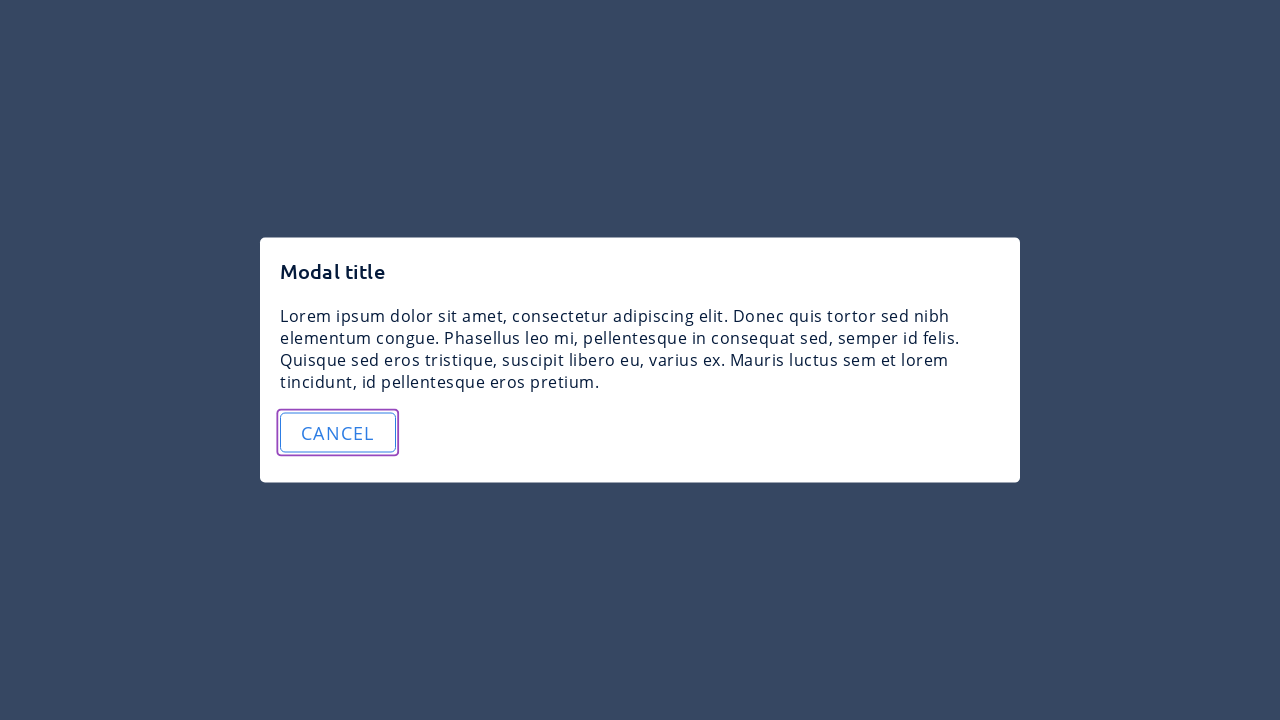 Modal title
Lorem ipsum dolor sit amet, consectetur adipiscing elit. Donec quis tortor sed nibh
elementum congue. Phasellus leo mi, pellentesque in consequat sed, semper id felis.
Quisque sed eros tristique, suscipit libero eu, varius ex. Mauris luctus sem et lorem
tincidunt, id pellentesque eros pretium.
CANCEL